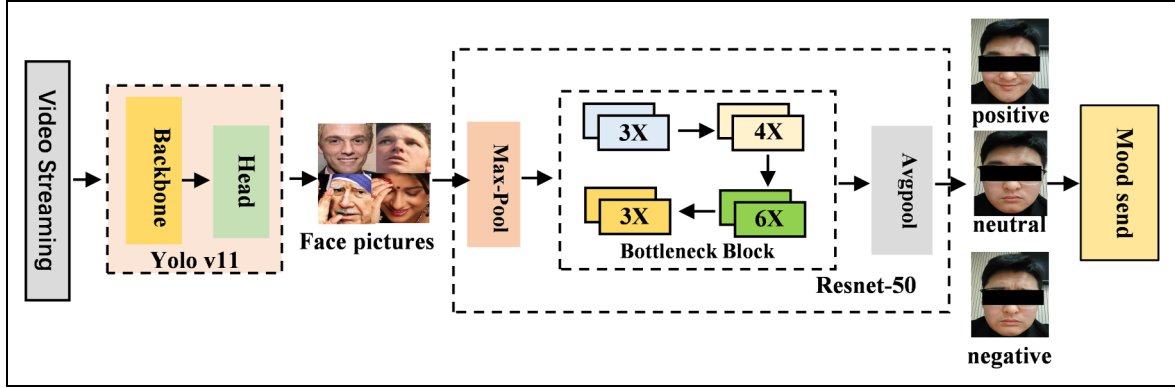 Video Streaming
Backbone
Head
Yolo v11
Face pictures
Max-Pool
3X
4X
3X
6X
Bottleneck Block
Avgpool
Resnet-50
positive
neutral
negative
Mood send